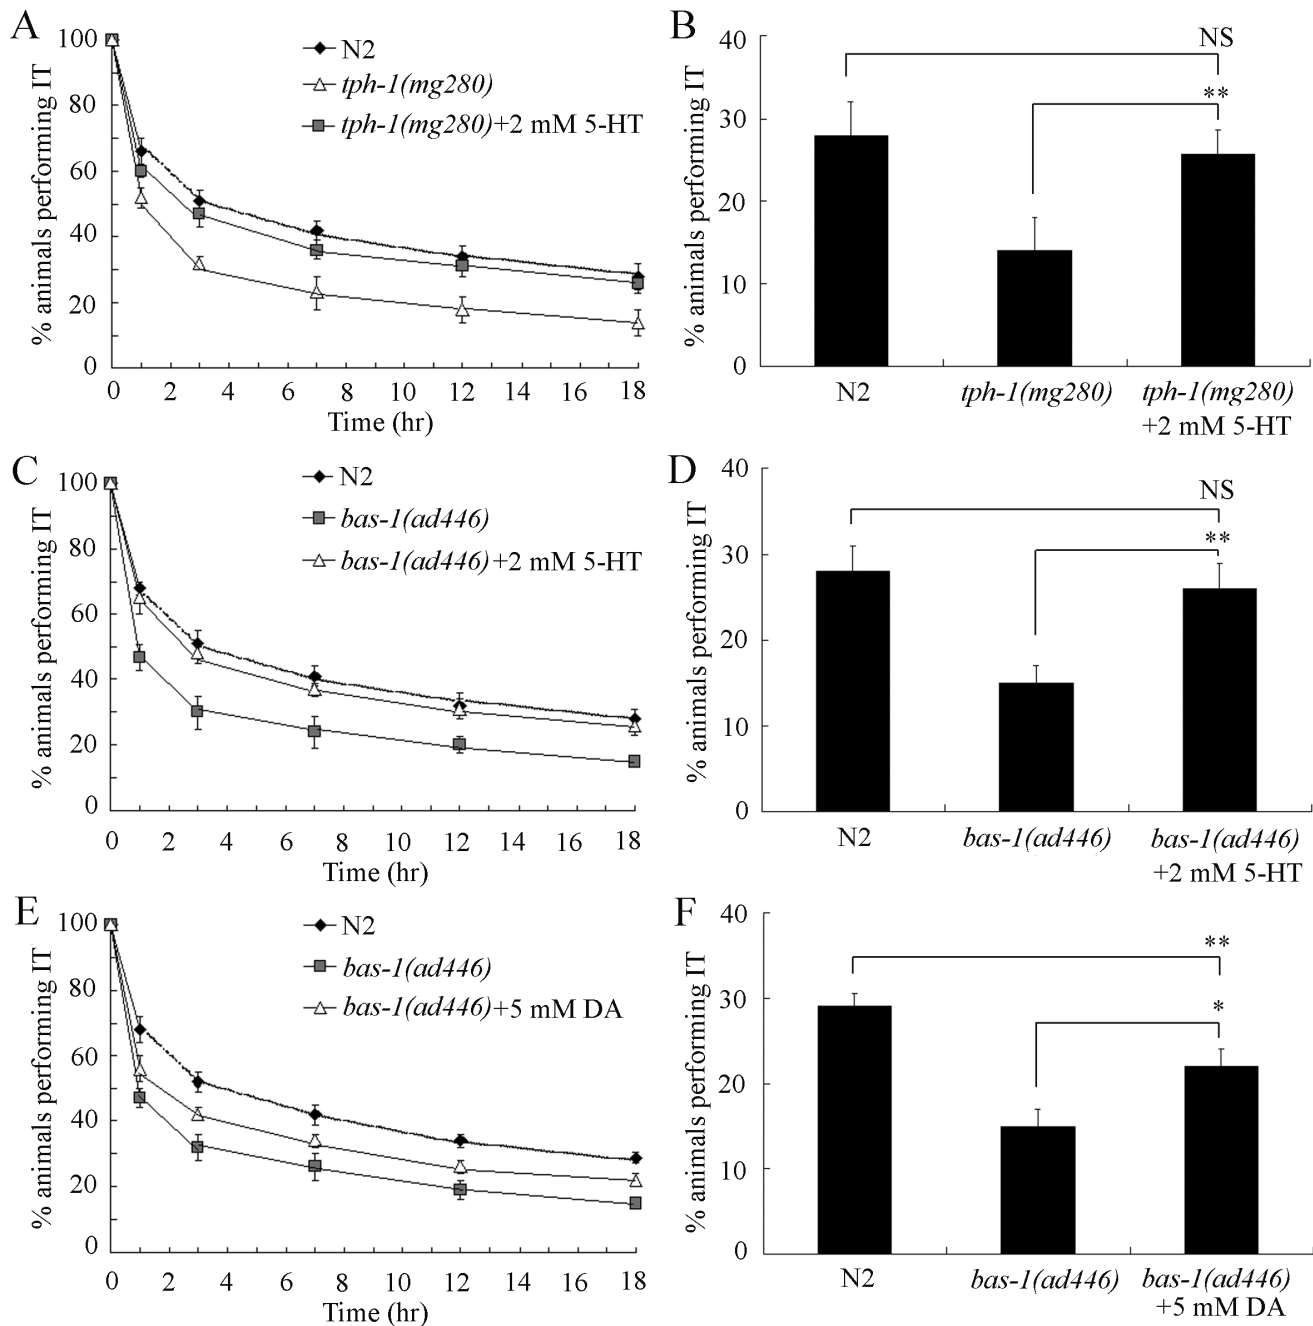 A
% animals performing IT
100
80
60
40
20
0
0 2 4 6 8 10 12 14 16 18
Time (hr)
N2
tph-1(mg280)
tph-1(mg280)+2 mM 5-HT
B
% animals performing IT
40
30
20
10
0
NS
**
N2
tph-1(mg280)
tph-1(mg280)
+2 mM 5-HT
C
% animals performing IT
100
80
60
40
20
0
0 2 4 6 8 10 12 14 16 18
Time (hr)
N2
bas-1(ad446)
bas-1(ad446)+2 mM 5-HT
D
% animals performing IT
40
30
20
10
0
NS
**
N2
bas-1(ad446)
bas-1(ad446)
+2 mM 5-HT
E
% animals performing IT
100
80
60
40
20
0
0 2 4 6 8 10 12 14 16 18
Time (hr)
N2
bas-1(ad446)
bas-1(ad446)+5 mM DA
F
% animals performing IT
40
30
20
10
0
**
*
N2
bas-1(ad446)
bas-1(ad446)
+5 mM DA